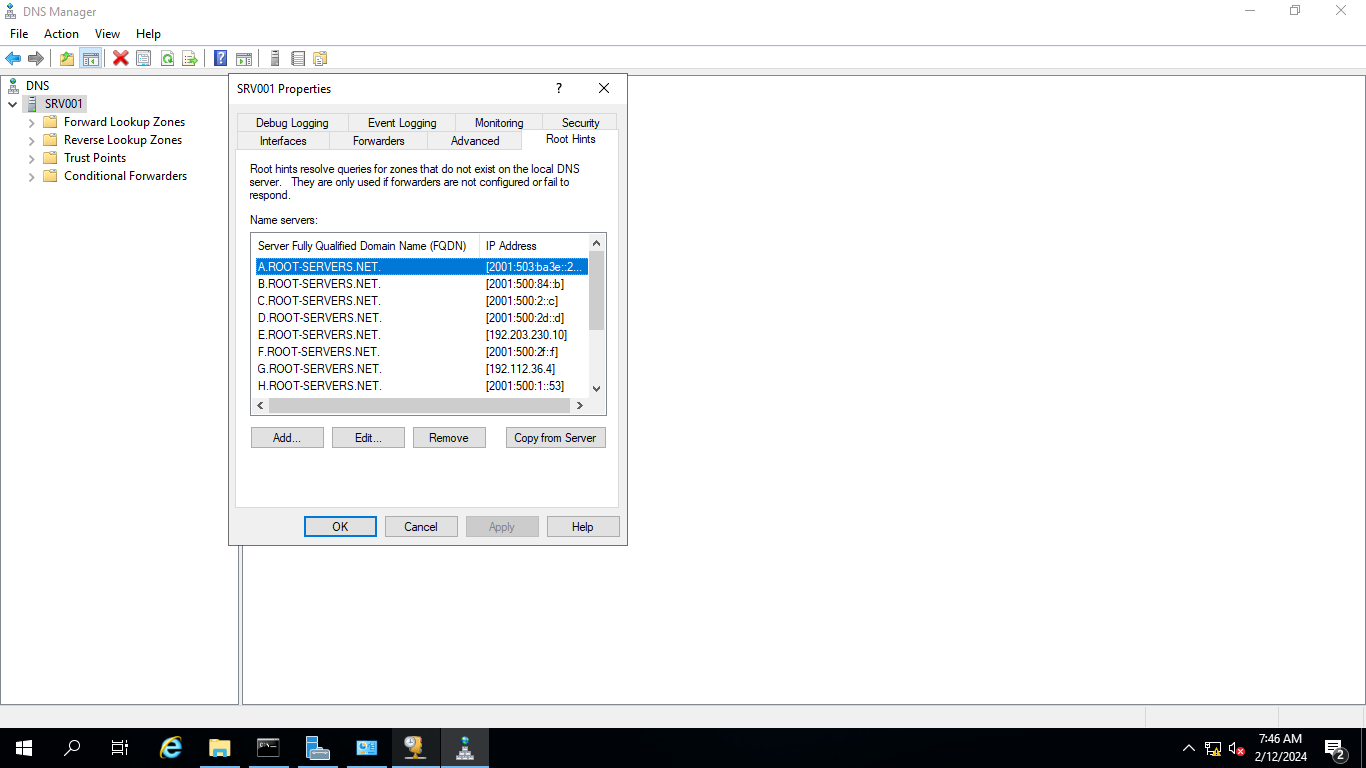 DNS Manager
File Action View Help
DNS
SRV001
Forward Lookup Zones
Reverse Lookup Zones
Trust Points
Conditional Forwarders
SRV001 Properties
?
Debug Logging Event Logging Monitoring Security
Interfaces Forwarders Advanced Root Hints
Root hints resolve queries for zones that do not exist on the local DNS
server. They are only used if forwarders are not configured or fail to
respond.
Name servers:
Server Fully Qualified Domain Name (FQDN) IP Address
A.ROOT-SERVERS.NET. [2001:503:ba3e::2...
B.ROOT-SERVERS.NET. [2001:500:84::b]
C.ROOT-SERVERS.NET. [2001:500:2::c]
D.ROOT-SERVERS.NET. [2001:500:2d::d]
E.ROOT-SERVERS.NET. [192.203.230.10]
F.ROOT-SERVERS.NET. [2001:500:2f::f]
G.ROOT-SERVERS.NET. [192.112.36.4]
H.ROOT-SERVERS.NET. [2001:500:1::53]
Add... Edit... Remove Copy from Server
OK Cancel Apply Help
7:46 AM
2/12/2024
2